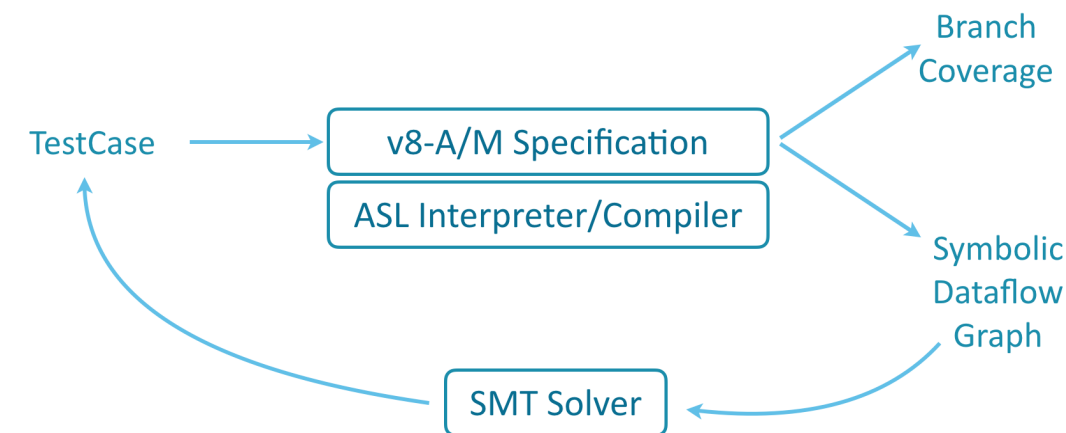 Branch
Coverage
TestCase
v8-A/M Specification
ASL Interpreter/Compiler
Symbolic
Dataflow
Graph
SMT Solver